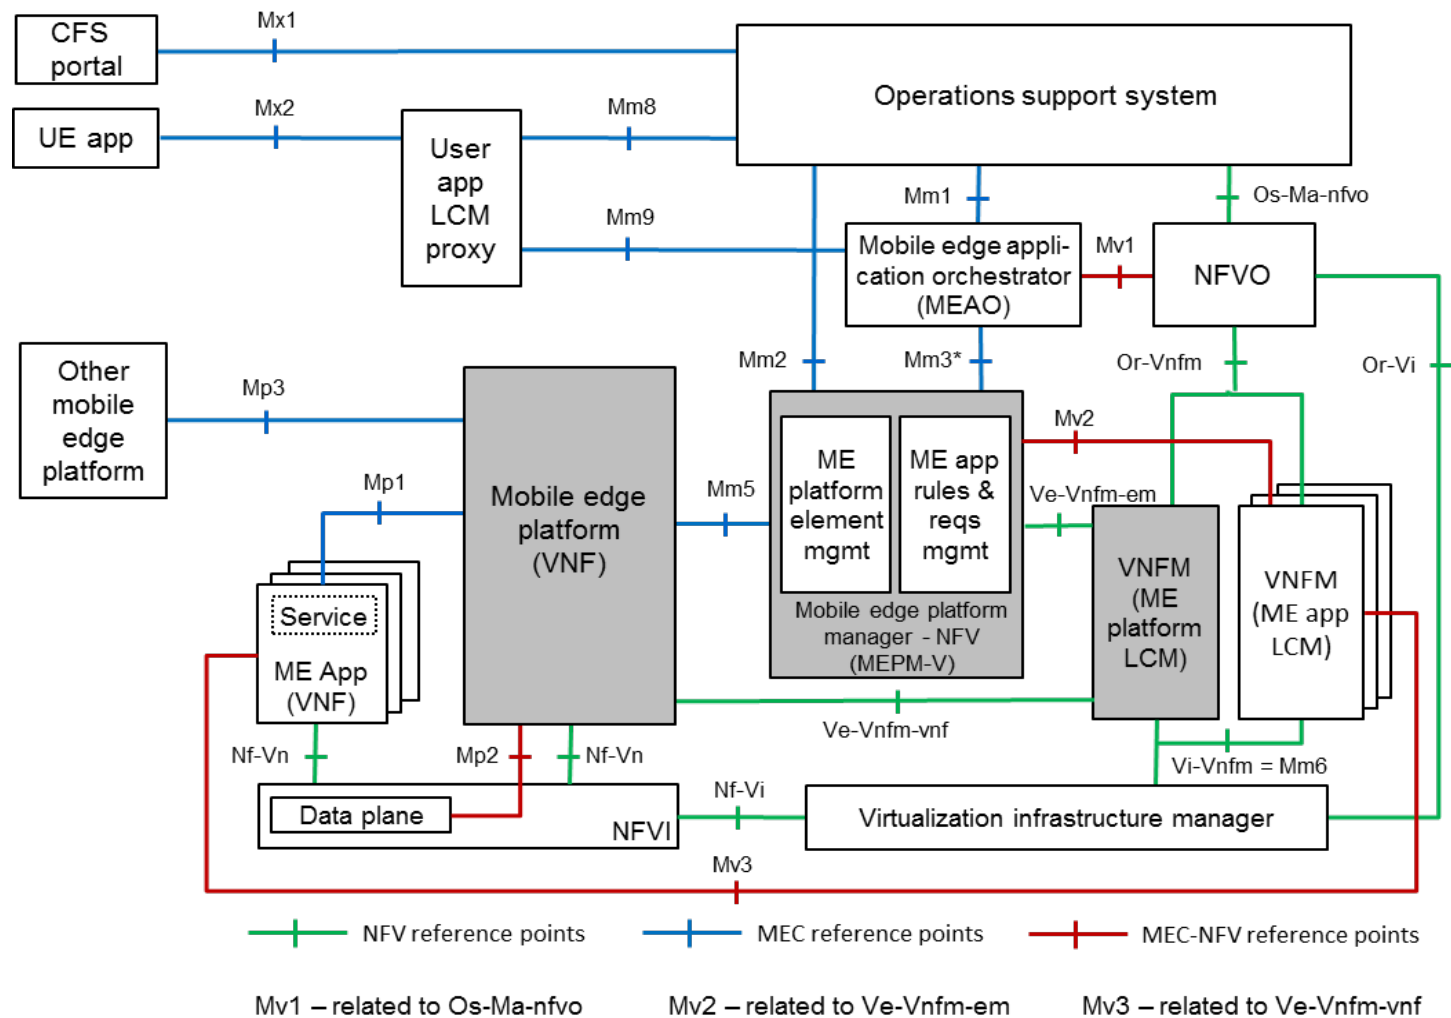 CFS
portal
Mx1
Operations support system
UE app
Mx2
User
app
LCM
proxy
Mm8
Mm9
Mm1
Os-Ma-nfvo
Mobile edge appli-
cation orchestrator
(MEAO)
Mv1
NFVO
Other
mobile
edge
platform
Mp3
Mm2
Mm3*
Or-Vnfm
Or-Vi
Mobile edge
platform
(VNF)
Mp1
Mm5
ME
platform
element
mgmt
ME app
rules &
reqs
mgmt
Mobile edge platform
manager - NFV
(MEPM-V)
Mv2
Ve-Vnfm-em
VNFM
(ME
platform
LCM)
VNFM
(ME app
LCM)
Service
ME App
(VNF)
Ve-Vnfm-vnf
Nf-Vn
Mp2
Nf-Vn
Vi-Vnfm = Mm6
Data plane
NFVI
Nf-Vi
Virtualization infrastructure manager
Mv3
NFV reference points
MEC reference points
MEC-NFV reference points
Mv1 – related to Os-Ma-nfvo
Mv2 – related to Ve-Vnfm-em
Mv3 – related to Ve-Vnfm-vnf